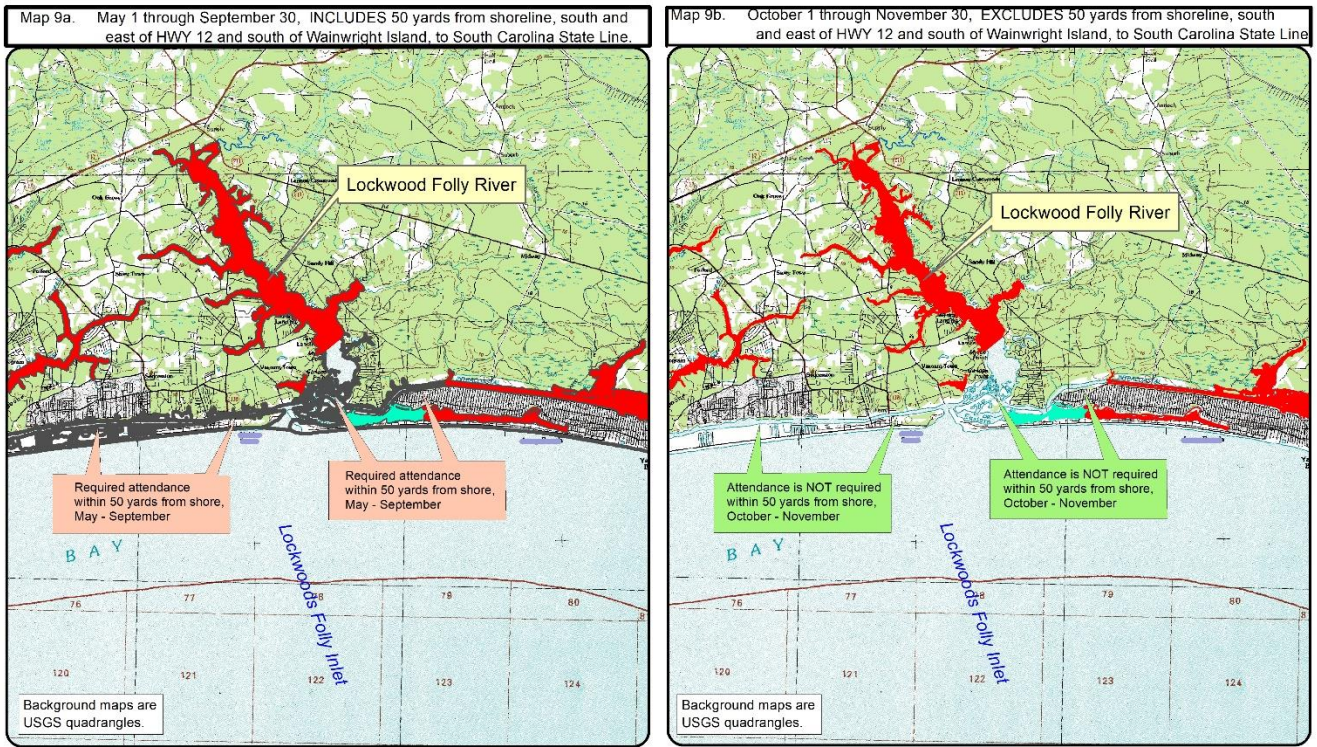 Map 9a. May 1 through September 30, INCLUDES 50 yards from shoreline, south and
east of HWY 12 and south of Wainwright Island, to South Carolina State Line.
Lockwood Folly River
Required attendance
within 50 yards from shore,
May - September
Required attendance
within 50 yards from shore,
May - September
BAY
Lockwoods Folly Inlet
76
77
78
79
80
8
120
121
122
123
124
Background maps are
USGS quadrangles.
Map 9b. October 1 through November 30, EXCLUDES 50 yards from shoreline, south
and east of HWY 12 and south of Wainwright Island, to South Carolina State Line
Lockwood Folly River
Attendance is NOT required
within 50 yards from shore,
October - November
Attendance is NOT required
within 50 yards from shore,
October - November
BAY
Lockwoods Folly Inlet
76
77
78
79
80
8
120
121
122
123
124
Background maps are
USGS quadrangles.